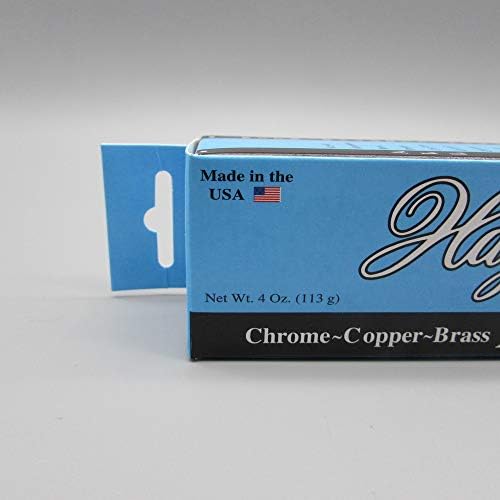 Made in the
USA
Net Wt. 4 Oz. (113 g)
Chrome~Copper~Brass